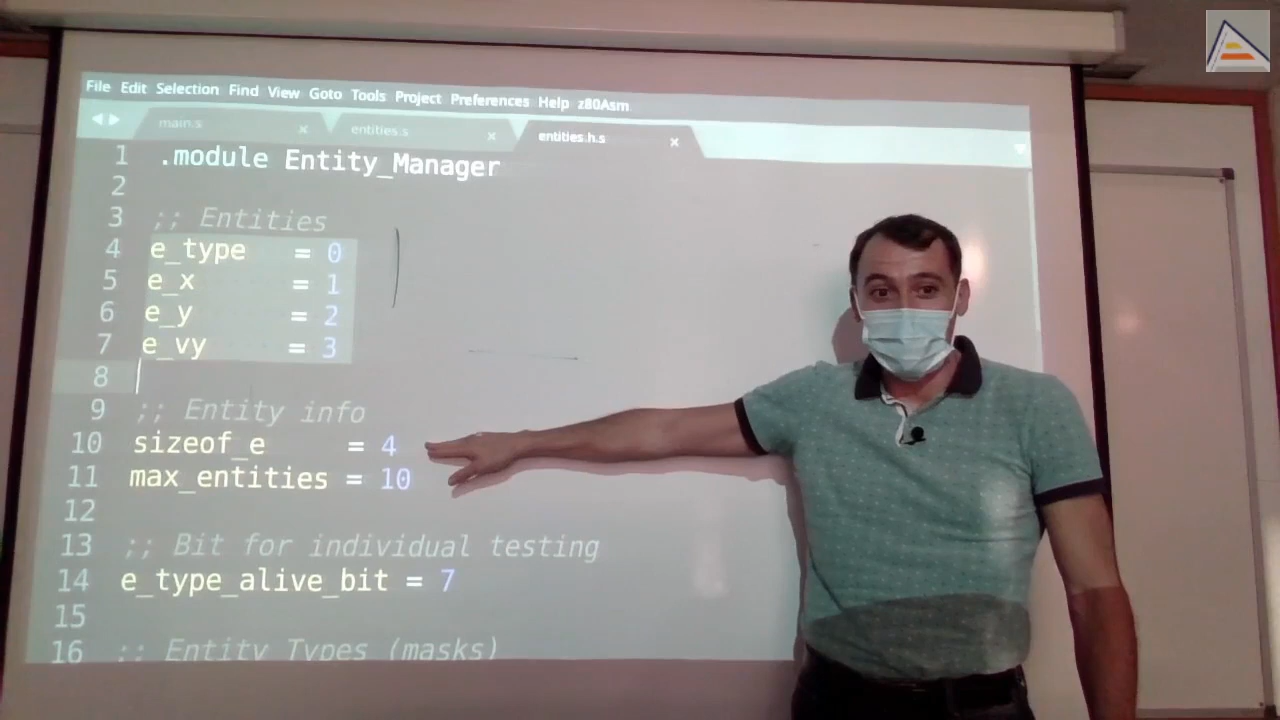 File Edit Selection Find View Goto Tools Project Preferences Help z80Asm
main.s entities.s entities.h.s
1 .module Entity_Manager
2
3 ;; Entities
4 e_type = 0
5 e_x = 1
6 e_y = 2
7 e_vy = 3
8
9 ;; Entity info
10 sizeof_e = 4
11 max_entities = 10
12
13 ;; Bit for individual testing
14 e_type_alive_bit = 7
15
16 ;; Entity Types (masks)